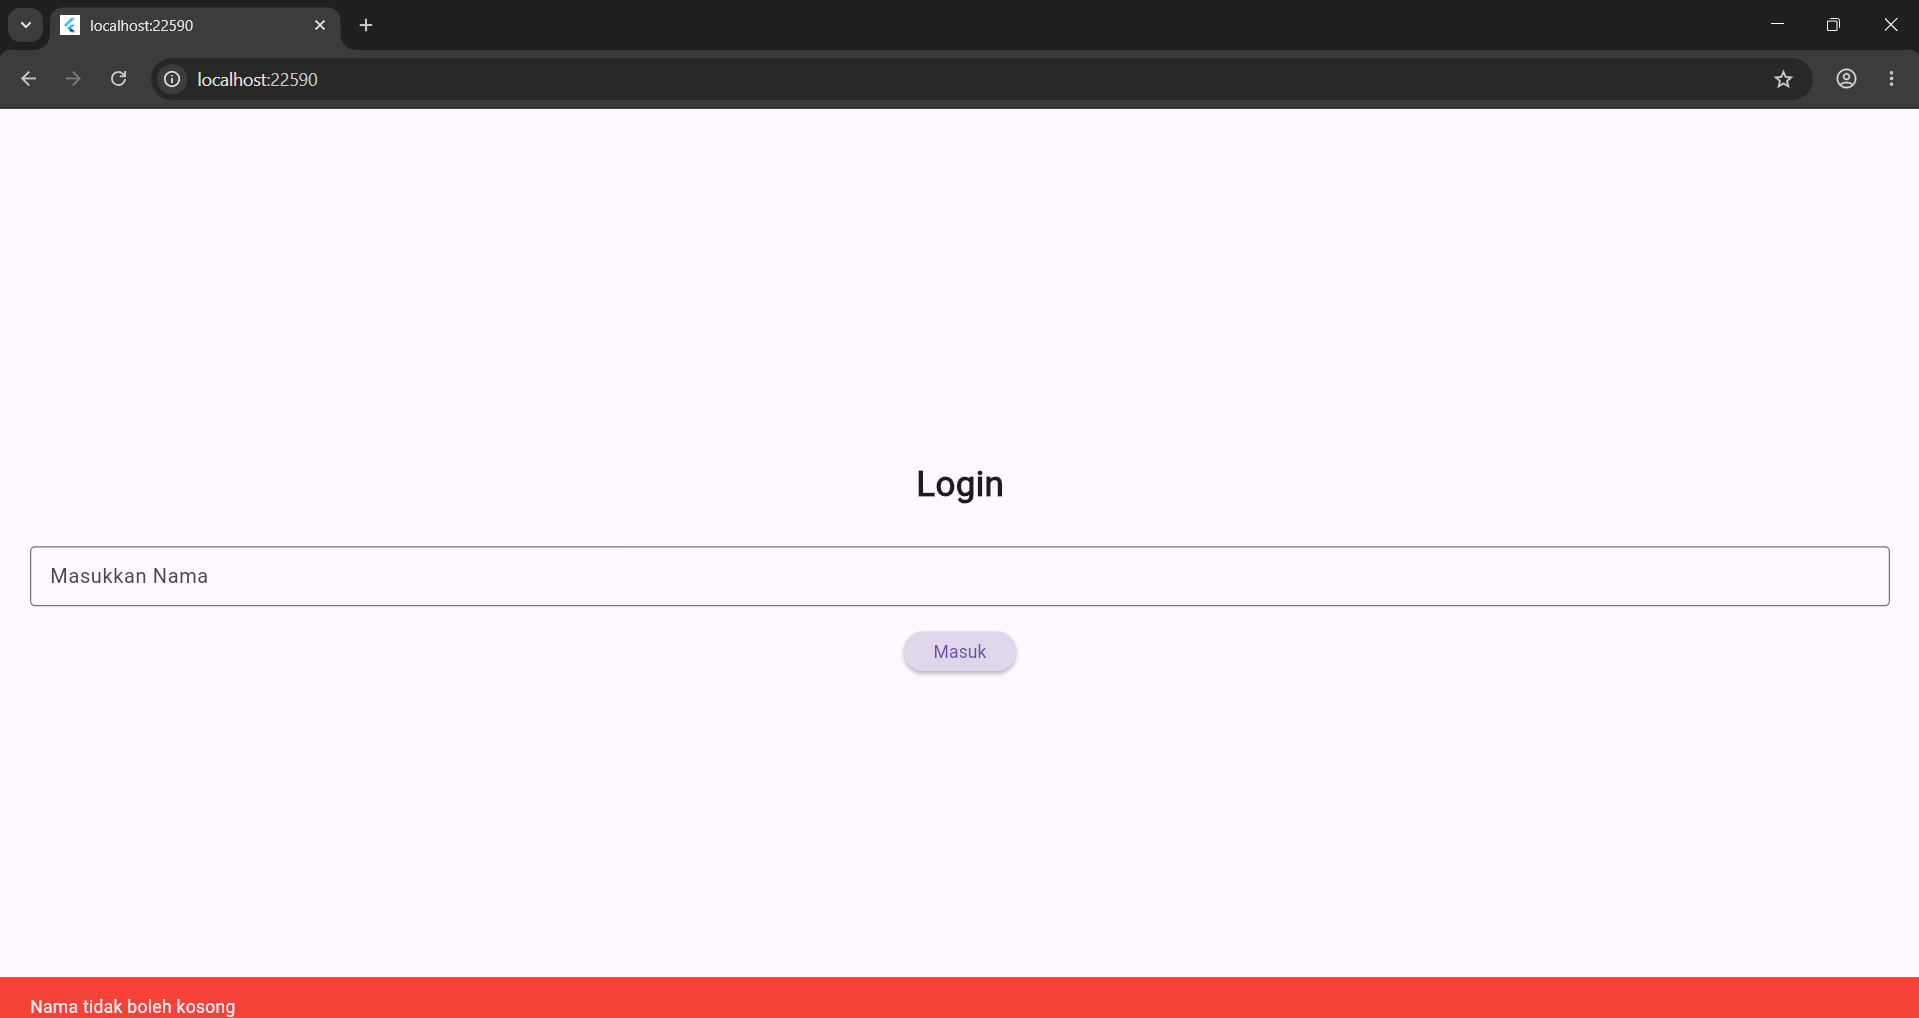 localhost:22590
localhost:22590
Login
Masukkan Nama
Masuk
Nama tidak boleh kosong